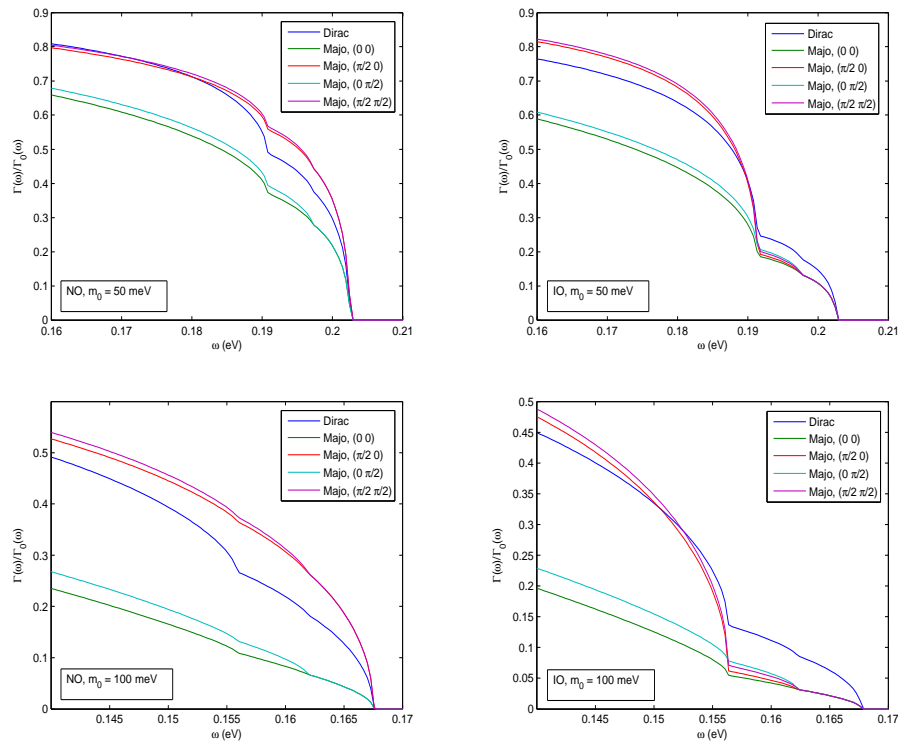 0.9
0.8
0.7
0.6
0.5
0.4
0.3
0.2
0.1
0
0.16
0.17
0.18
0.19
0.2
0.21
ω (eV)
Γ(ω)/Γ₀(ω)
Dirac
Majo, (0 0)
Majo, (π/2 0)
Majo, (0 π/2)
Majo, (π/2 π/2)
NO, m₀ = 50 meV
0.9
0.8
0.7
0.6
0.5
0.4
0.3
0.2
0.1
0
0.16
0.17
0.18
0.19
0.2
0.21
ω (eV)
Γ(ω)/Γ₀(ω)
Dirac
Majo, (0 0)
Majo, (π/2 0)
Majo, (0 π/2)
Majo, (π/2 π/2)
IO, m₀ = 50 meV
0.5
0.4
0.3
0.2
0.1
0
0.145
0.15
0.155
0.16
0.165
0.17
ω (eV)
Γ(ω)/Γ₀(ω)
Dirac
Majo, (0 0)
Majo, (π/2 0)
Majo, (0 π/2)
Majo, (π/2 π/2)
NO, m₀ = 100 meV
0.5
0.45
0.4
0.35
0.3
0.25
0.2
0.15
0.1
0.05
0
0.145
0.15
0.155
0.16
0.165
0.17
ω (eV)
Γ(ω)/Γ₀(ω)
Dirac
Majo, (0 0)
Majo, (π/2 0)
Majo, (0 π/2)
Majo, (π/2 π/2)
IO, m₀ = 100 meV